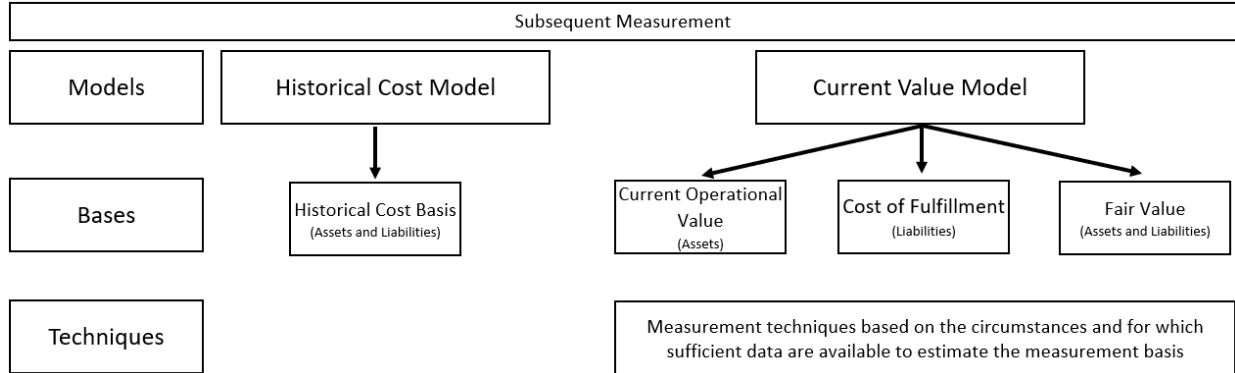 Subsequent Measurement
Models
Historical Cost Model
Current Value Model
Bases
Historical Cost Basis
(Assets and Liabilities)
Current Operational
Value
(Assets)
Cost of Fulfillment
(Liabilities)
Fair Value
(Assets and Liabilities)
Techniques
Measurement techniques based on the circumstances and for which
sufficient data are available to estimate the measurement basis